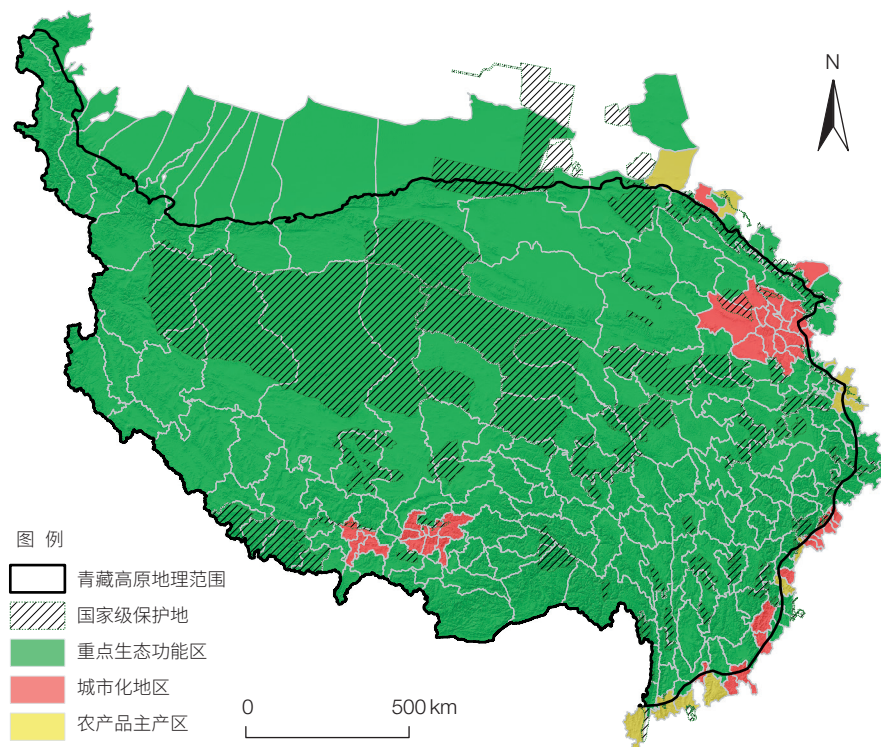 N
图 例
青藏高原地理范围
国家级保护地
重点生态功能区
城市化地区
农产品主产区
0 500 km